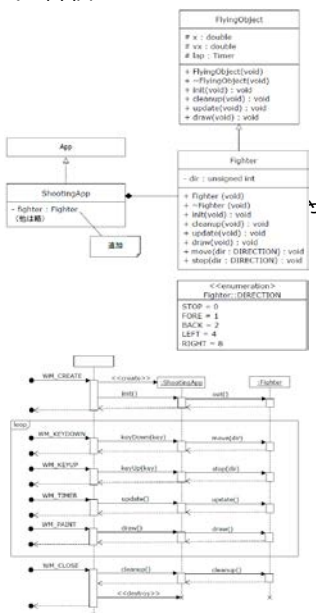 FlyingObject
# x : double
# vx : double
# lap : Timer
+ FlyingObject(void)
+ ~FlyingObject(void)
+ init(void) : void
+ cleanup(void) : void
+ update(void) : void
+ draw(void) : void
App
ShootingApp
- fighter : Fighter
(他は略)
追加
Fighter
- dir : unsigned int
+ Fighter (void)
+ ~Fighter (void)
+ init(void) : void
+ cleanup(void) : void
+ update(void) : void
+ draw(void) : void
+ move(dir : DIRECTION) : void
+ stop(dir : DIRECTION) : void
<<enumeration>>
Fighter::DIRECTION
STOP = 0
FORE = 1
BACK = 2
LEFT = 4
RIGHT = 8
WM_CREATE
<<create>>
:ShootingApp
:Fighter
init()
init()
loop
WM_KEYDOWN
keyDown(key)
move(dir)
WM_KEYUP
keyUp(key)
stop(dir)
WM_TIMER
update()
update()
WM_PAINT
draw()
draw()
WM_CLOSE
cleanup()
cleanup()
<<destroy>>